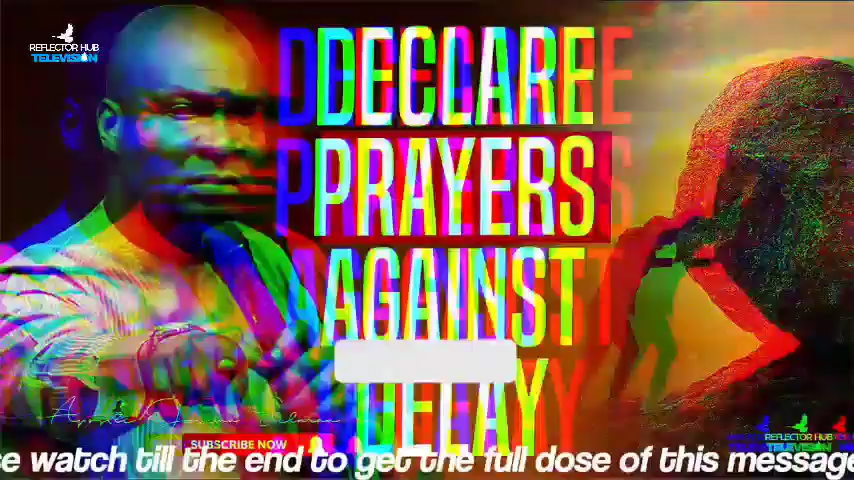 REFLECTOR HUB
TELEVISION
DECLARE
PRAYERS
AGAINST
DELAY
SUBSCRIBE NOW
REFLECTOR HUB
TELEVISION
watch till the end to get the full dose of this message